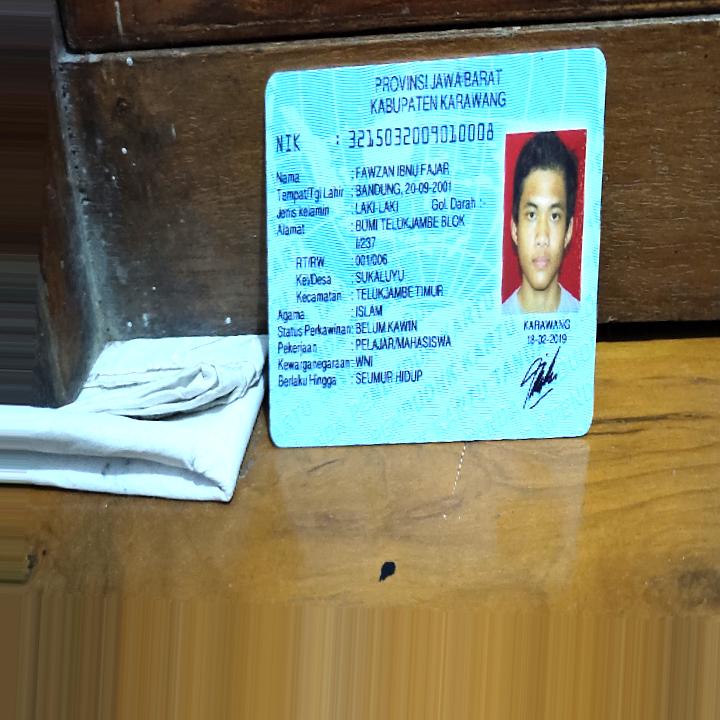 PROVINSI JAWA BARAT
KABUPATEN KARAWANG
NIK : 3215032009010008
Nama : FAWZAN IBNU FAJAR
Tempat/Tgl Lahir : BANDUNG, 20-09-2001
Jenis kelamin : LAKI-LAKI Gol. Darah :-
Alamat : BUMI TELUKJAMBE BLOK
I/237
RT/RW : 001/006
Kel/Desa : SUKALUYU
Kecamatan : TELUKJAMBE TIMUR
Agama : ISLAM
Status Perkawinan: BELUM KAWIN
Pekerjaan : PELAJAR/MAHASISWA
Kewarganegaraan: WNI
Berlaku Hingga : SEUMUR HIDUP
KARAWANG
18-02-2019